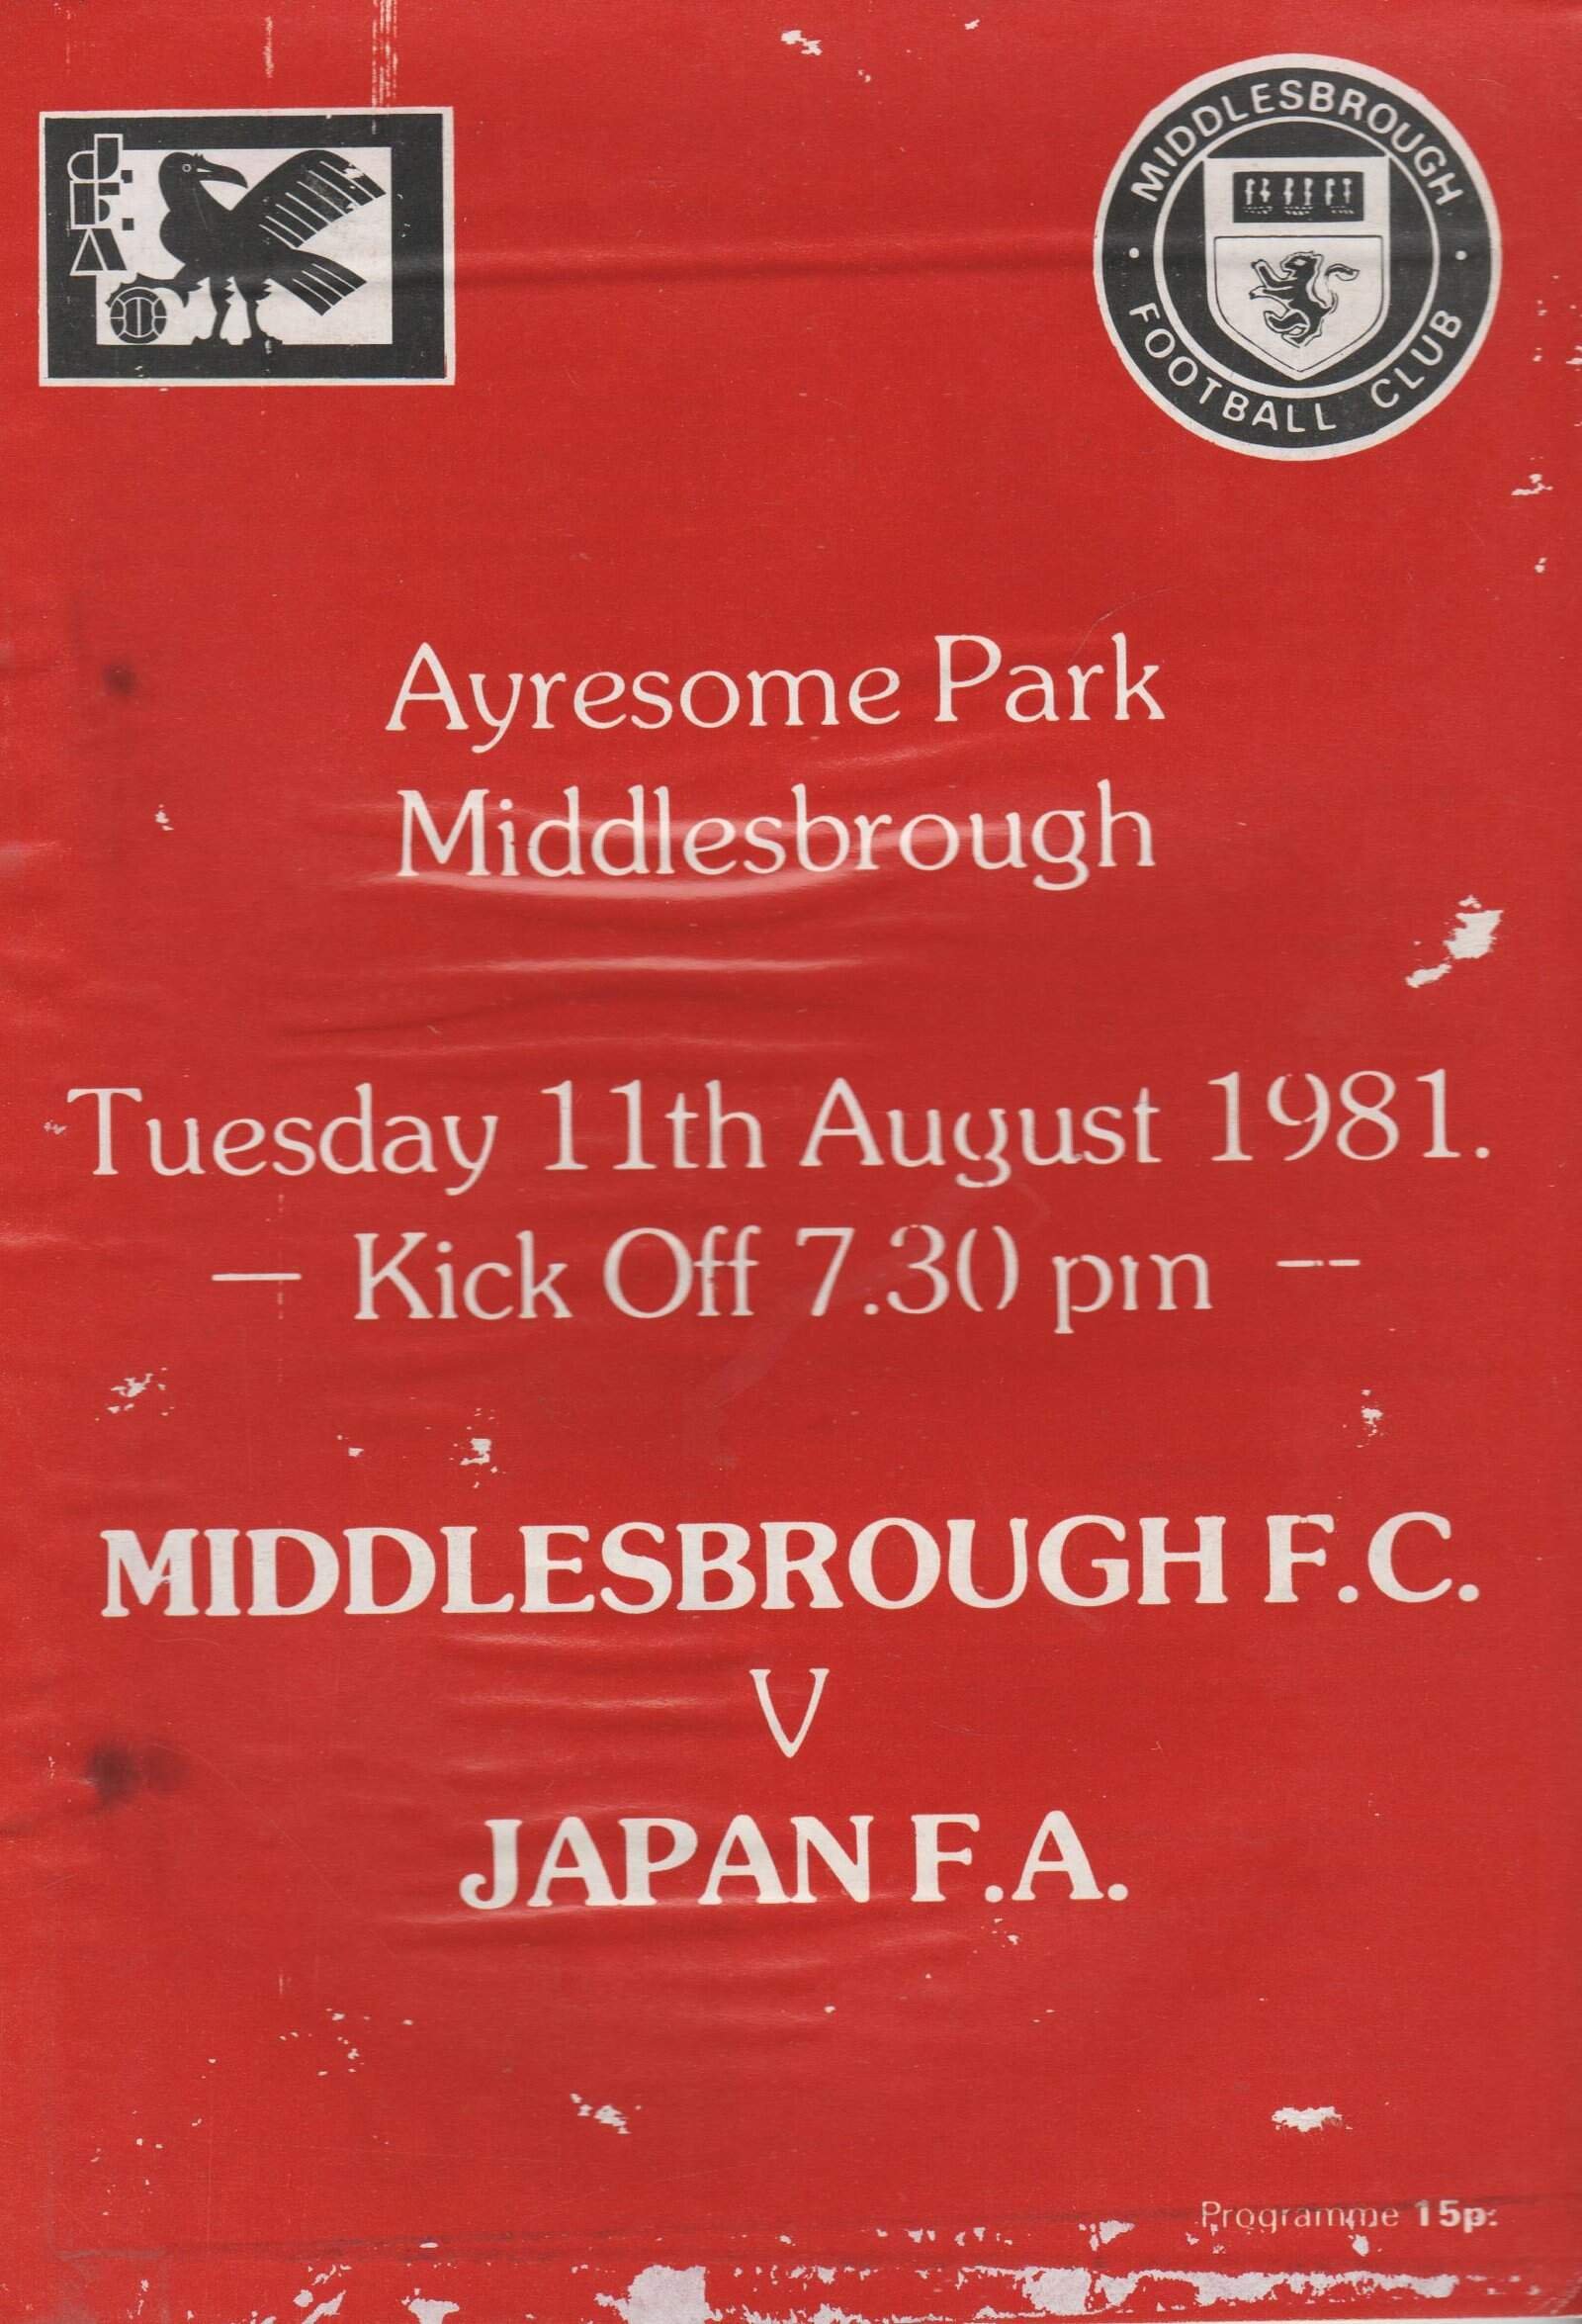 J.
F.
A
MIDDLESBROUGH
FOOTBALL CLUB
Ayresome Park
Middlesbrough
Tuesday 11th August 1981.
— Kick Off 7.30 pm —
MIDDLESBROUGH F.C.
V
JAPAN F.A.
Programme 15p.